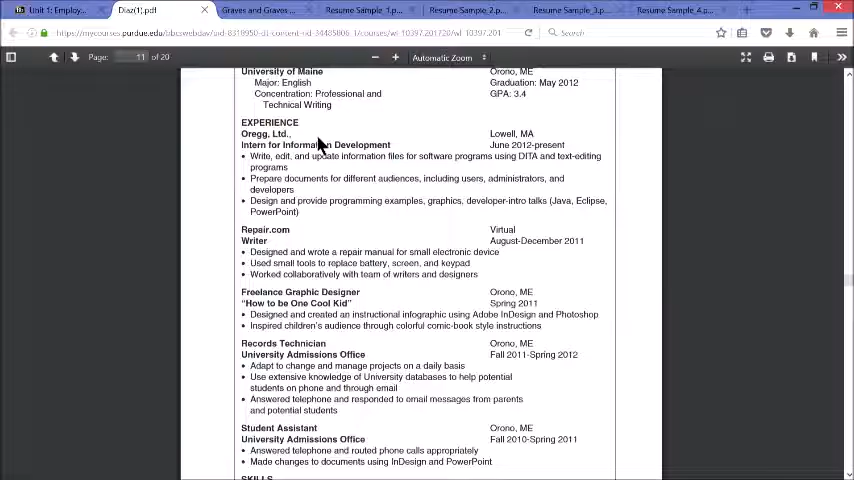 Unit 1: Employ...
Diaz(1).pdf
Graves and Graves ...
Resume Sample_1.p...
Resume Sample_2.p...
Resume Sample_3.p...
Resume Sample_4.p...
Search
Page: 11 of 20
Automatic Zoom
University of Maine Orono, ME
Major: English Graduation: May 2012
Concentration: Professional and GPA: 3.4
Technical Writing
EXPERIENCE
Oregg, Ltd., Lowell, MA
Intern for Information Development June 2012-present
• Write, edit, and update information files for software programs using DITA and text-editing
programs
• Prepare documents for different audiences, including users, administrators, and
developers
• Design and provide programming examples, graphics, developer-intro talks (Java, Eclipse,
PowerPoint)
Repair.com Virtual
Writer August-December 2011
• Designed and wrote a repair manual for small electronic device
• Used small tools to replace battery, screen, and keypad
• Worked collaboratively with team of writers and designers
Freelance Graphic Designer Orono, ME
“How to be One Cool Kid” Spring 2011
• Designed and created an instructional infographic using Adobe InDesign and Photoshop
• Inspired children’s audience through colorful comic-book style instructions
Records Technician Orono, ME
University Admissions Office Fall 2011-Spring 2012
• Adapt to change and manage projects on a daily basis
• Use extensive knowledge of University databases to help potential
students on phone and through email
• Answered telephone and responded to email messages from parents
and potential students
Student Assistant Orono, ME
University Admissions Office Fall 2010-Spring 2011
• Answered telephone and routed phone calls appropriately
• Made changes to documents using InDesign and PowerPoint
SKILLS